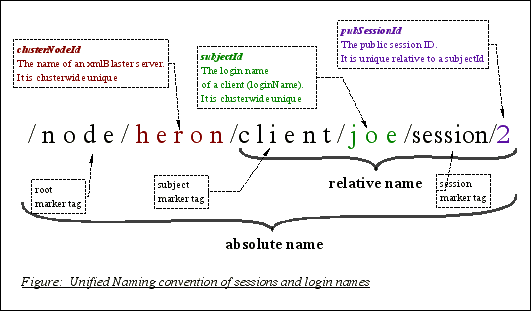 clusterNodeId
The name of an xmlBlaster server.
It is clusterwide unique
subjectId
The login name
of a client (loginName).
It is clusterwide unique
pubSessionId
The public session ID.
It is unique relative to a subjectId
/node/heron/client/joe/session/2
root
marker tag
subject
marker tag
relative name
session
marker tag
absolute name
Figure: Unified Naming convention of sessions and login names